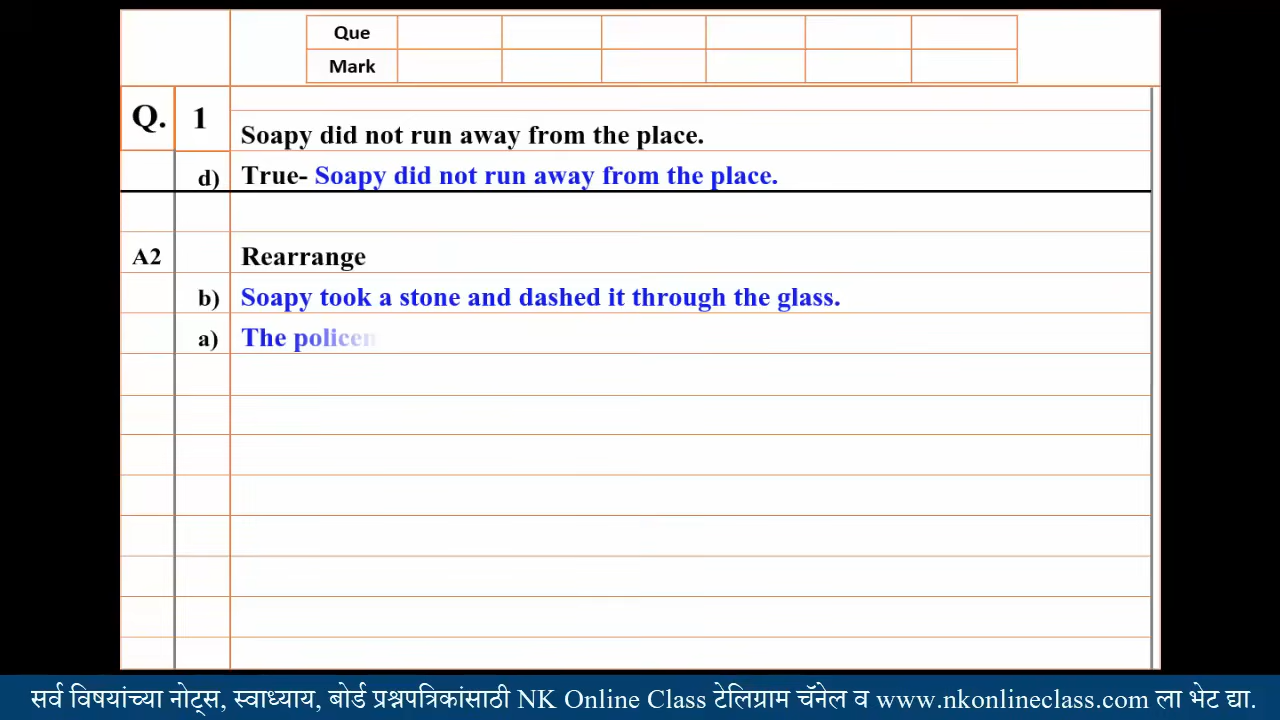 Que
Mark
Q. 1
Soapy did not run away from the place.
d) True- Soapy did not run away from the place.
A2 Rearrange
b) Soapy took a stone and dashed it through the glass.
a) The policen
सर्व विषयांच्या नोट्स, स्वाध्याय, बोर्ड प्रश्नपत्रिकांसाठी NK Online Class टेलिग्राम चॅनेल व www.nkonlineclass.com ला भेट द्या.